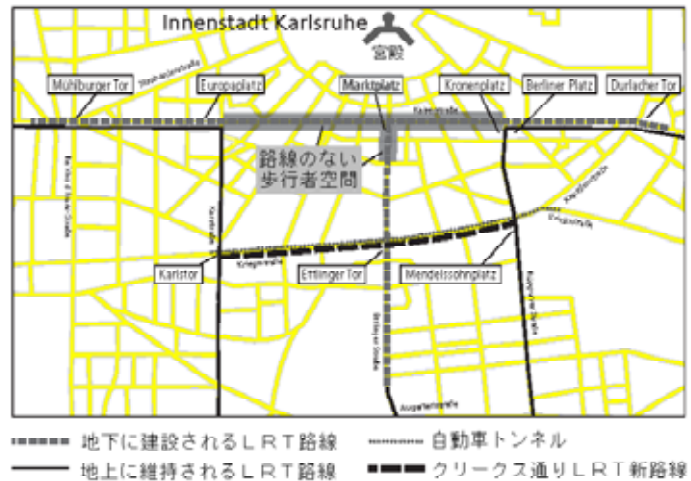 Innenstadt Karlsruhe
宮殿
Mühlburger Tor
Europaplatz
Marktplatz
Kronenplatz
Berliner Platz
Durlacher Tor
路線のない
歩行者空間
Karlstor
Kriegsstraße
Ettlinger Tor
Mendelssohnplatz
Augartenstraße
地下に建設されるLRT路線
自動車トンネル
地上に維持されるLRT路線
クリークス通りLRT新路線